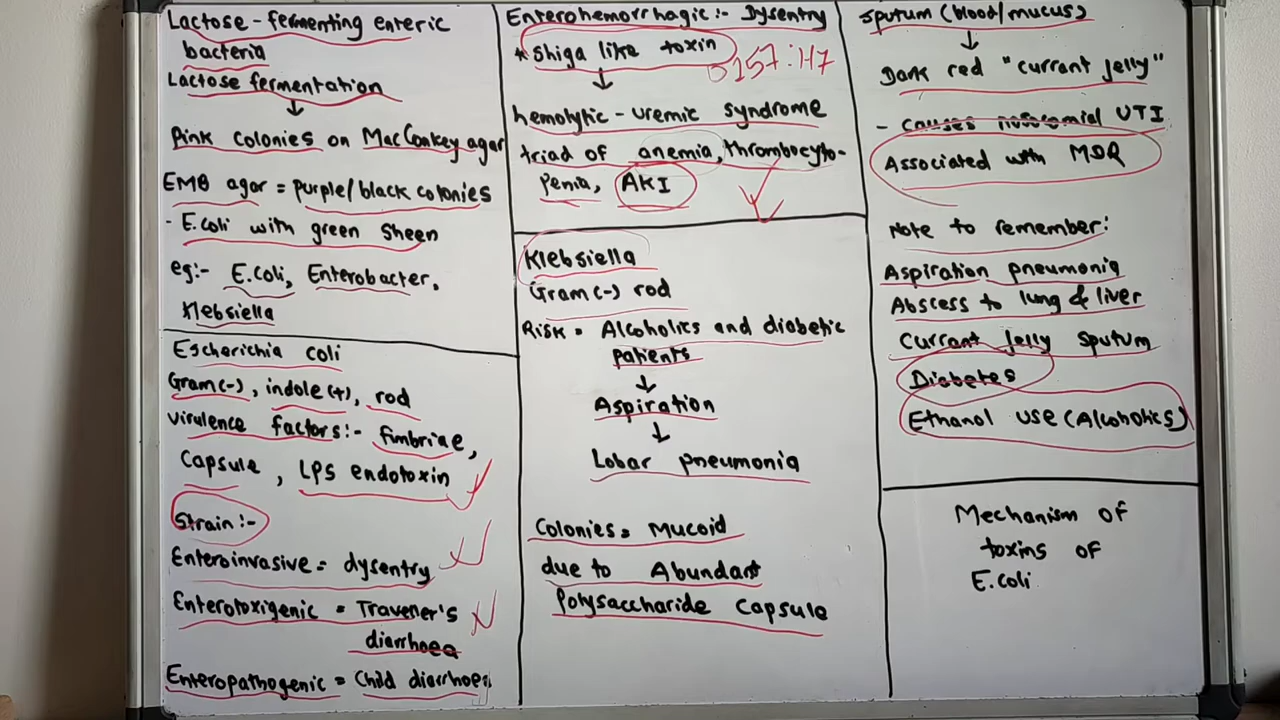 Lactose - fermenting enteric
bacteria
Lactose fermentation
↓
Pink colonies on MacConkey agar
EMB agar = purple/black colonies
- E.coli with green sheen
eg:- E.coli, Enterobacter,
Klebsiella
Escherichia coli
Gram(-), indole(+), rod
Virulence factors:- fimbriae,
Capsule, LPS endotoxin
Strain:-
Enteroinvasive = dysentry
Enterotoxigenic = Traveller's
diarrhoea
Enteropathogenic = Child diarrhoea
Enterohemorrhagic:- Dysentry
* Shiga like toxin
O157:H7
↓
hemolytic - uremic syndrome
triad of anemia, thrombocyto-
penia, AKI
Klebsiella
Gram(-) rod
Risk = Alcoholics and diabetic
patients
↓
Aspiration
↓
Lobar pneumonia
Colonies = Mucoid
due to Abundant
Polysaccharide capsule
Sputum (blood/mucus)
↓
Dark red "currant jelly"
- causes nosocomial UTI
Associated with MDR
Note to remember:
Aspiration pneumonia
Abscess to lung & liver
Currant jelly sputum
Diabetes
Ethanol use (Alcoholics)
Mechanism of
toxins of
E.coli